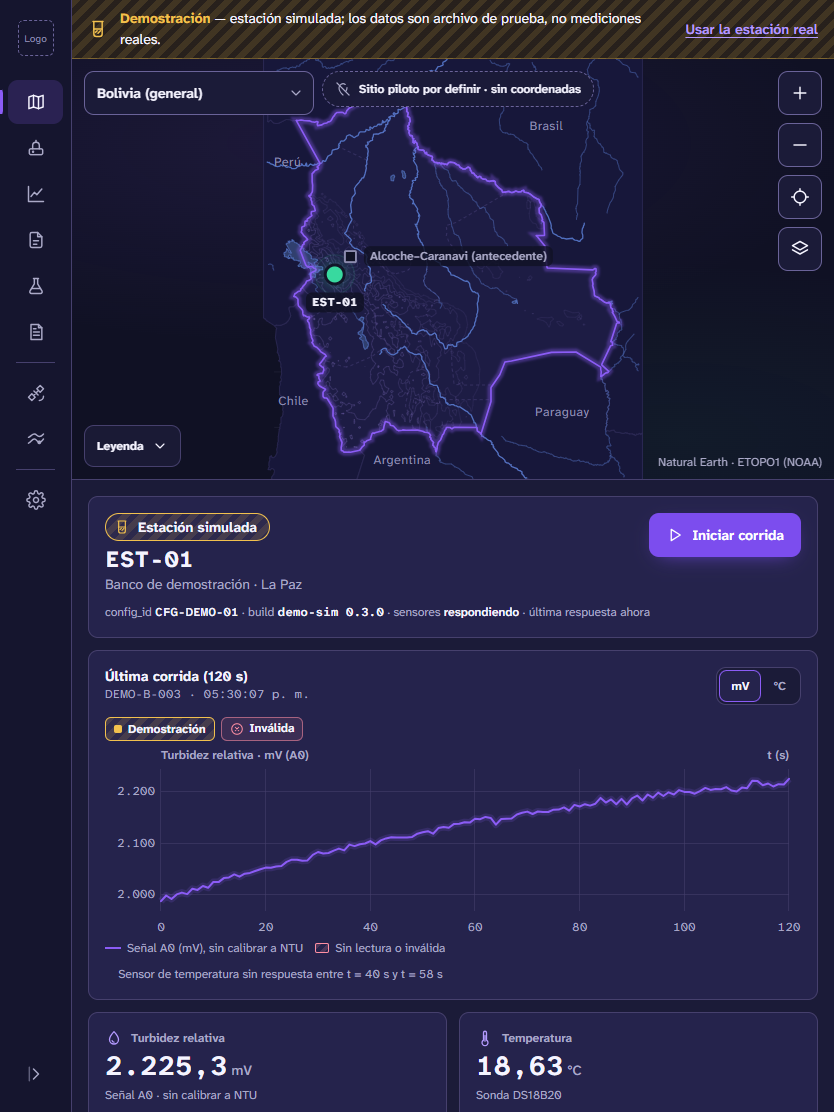 Logo
Demostración — estación simulada; los datos son archivo de prueba, no mediciones
reales.
Usar la estación real
Bolivia (general)
Sitio piloto por definir · sin coordenadas
Brasil
Perú
Alcoche–Caranavi (antecedente)
EST-01
Chile
Paraguay
Argentina
Leyenda
Natural Earth · ETOPO1 (NOAA)
Estación simulada
Iniciar corrida
EST-01
Banco de demostración · La Paz
config_id CFG-DEMO-01 · build demo-sim 0.3.0 · sensores respondiendo · última respuesta ahora
Última corrida (120 s)
DEMO-B-003 · 05:30:07 p. m.
mV
°C
Demostración
Inválida
Turbidez relativa · mV (A0)
t (s)
2.200
2.100
2.000
0 20 40 60 80 100 120
Señal A0 (mV), sin calibrar a NTU
Sin lectura o inválida
Sensor de temperatura sin respuesta entre t = 40 s y t = 58 s
Turbidez relativa
2.225,3 mV
Señal A0 · sin calibrar a NTU
Temperatura
18,63 °C
Sonda DS18B20